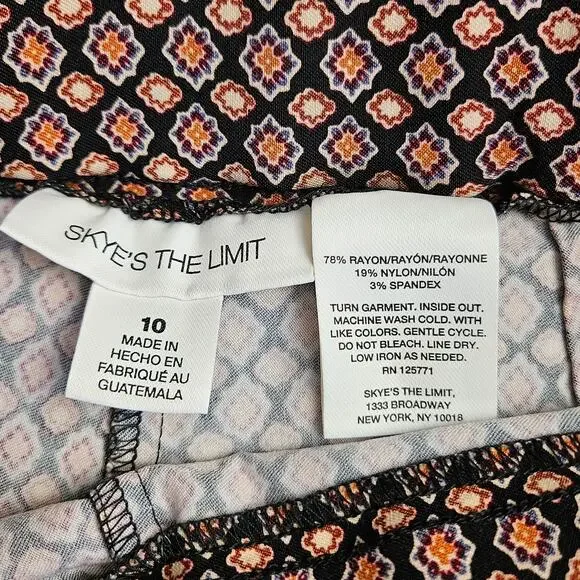 SKYE'S THE LIMIT
10
MADE IN
HECHO EN
FABRIQUÉ AU
GUATEMALA
78% RAYON/RAYÓN/RAYONNE
19% NYLON/NILÓN
3% SPANDEX
TURN GARMENT. INSIDE OUT.
MACHINE WASH COLD. WITH
LIKE COLORS. GENTLE CYCLE.
DO NOT BLEACH. LINE DRY.
LOW IRON AS NEEDED.
RN 125771
SKYE'S THE LIMIT,
1333 BROADWAY
NEW YORK, NY 10018